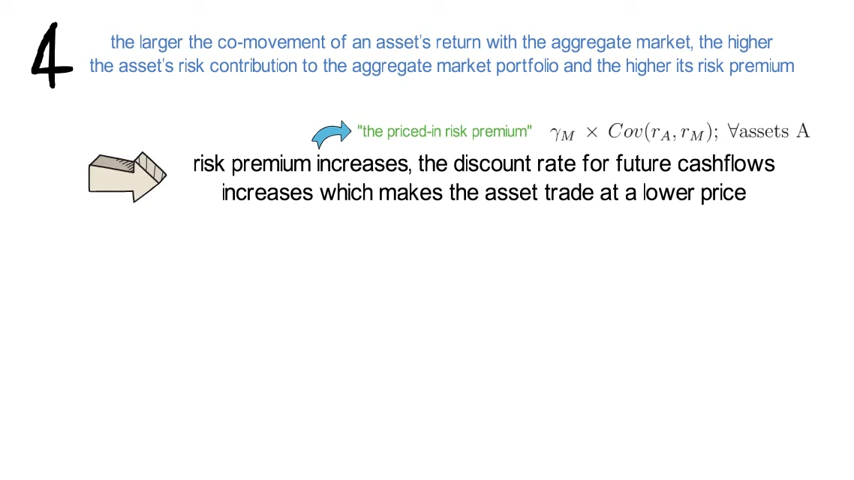 4
the larger the co-movement of an asset's return with the aggregate market, the higher
the asset's risk contribution to the aggregate market portfolio and the higher its risk premium
"the priced-in risk premium" γ_M × Cov(r_A, r_M); ∀assets A
risk premium increases, the discount rate for future cashflows
increases which makes the asset trade at a lower price